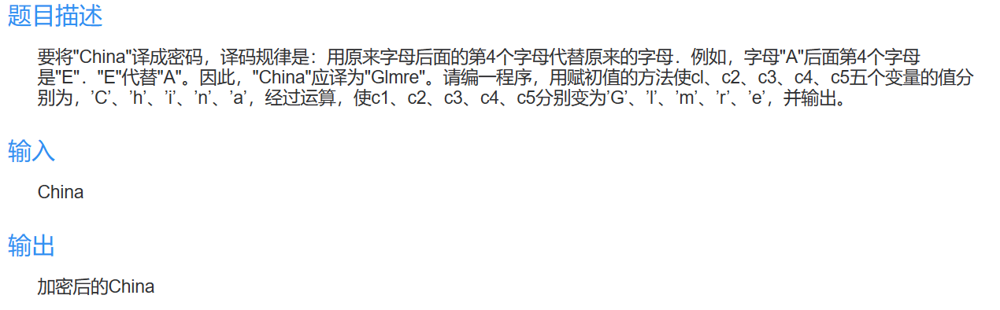 题目描述
要将"China"译成密码，译码规律是：用原来字母后面的第4个字母代替原来的字母．例如，字母"A"后面第4个字母
是"E"．"E"代替"A"。因此，"China"应译为"Glmre"。请编一程序，用赋初值的方法使cl、c2、c3、c4、c5五个变量的值分
别为，’C’、’h’、’i’、’n’、’a’，经过运算，使c1、c2、c3、c4、c5分别变为’G’、’l’、’m’、’r’、’e’，并输出。
输入
China
输出
加密后的China